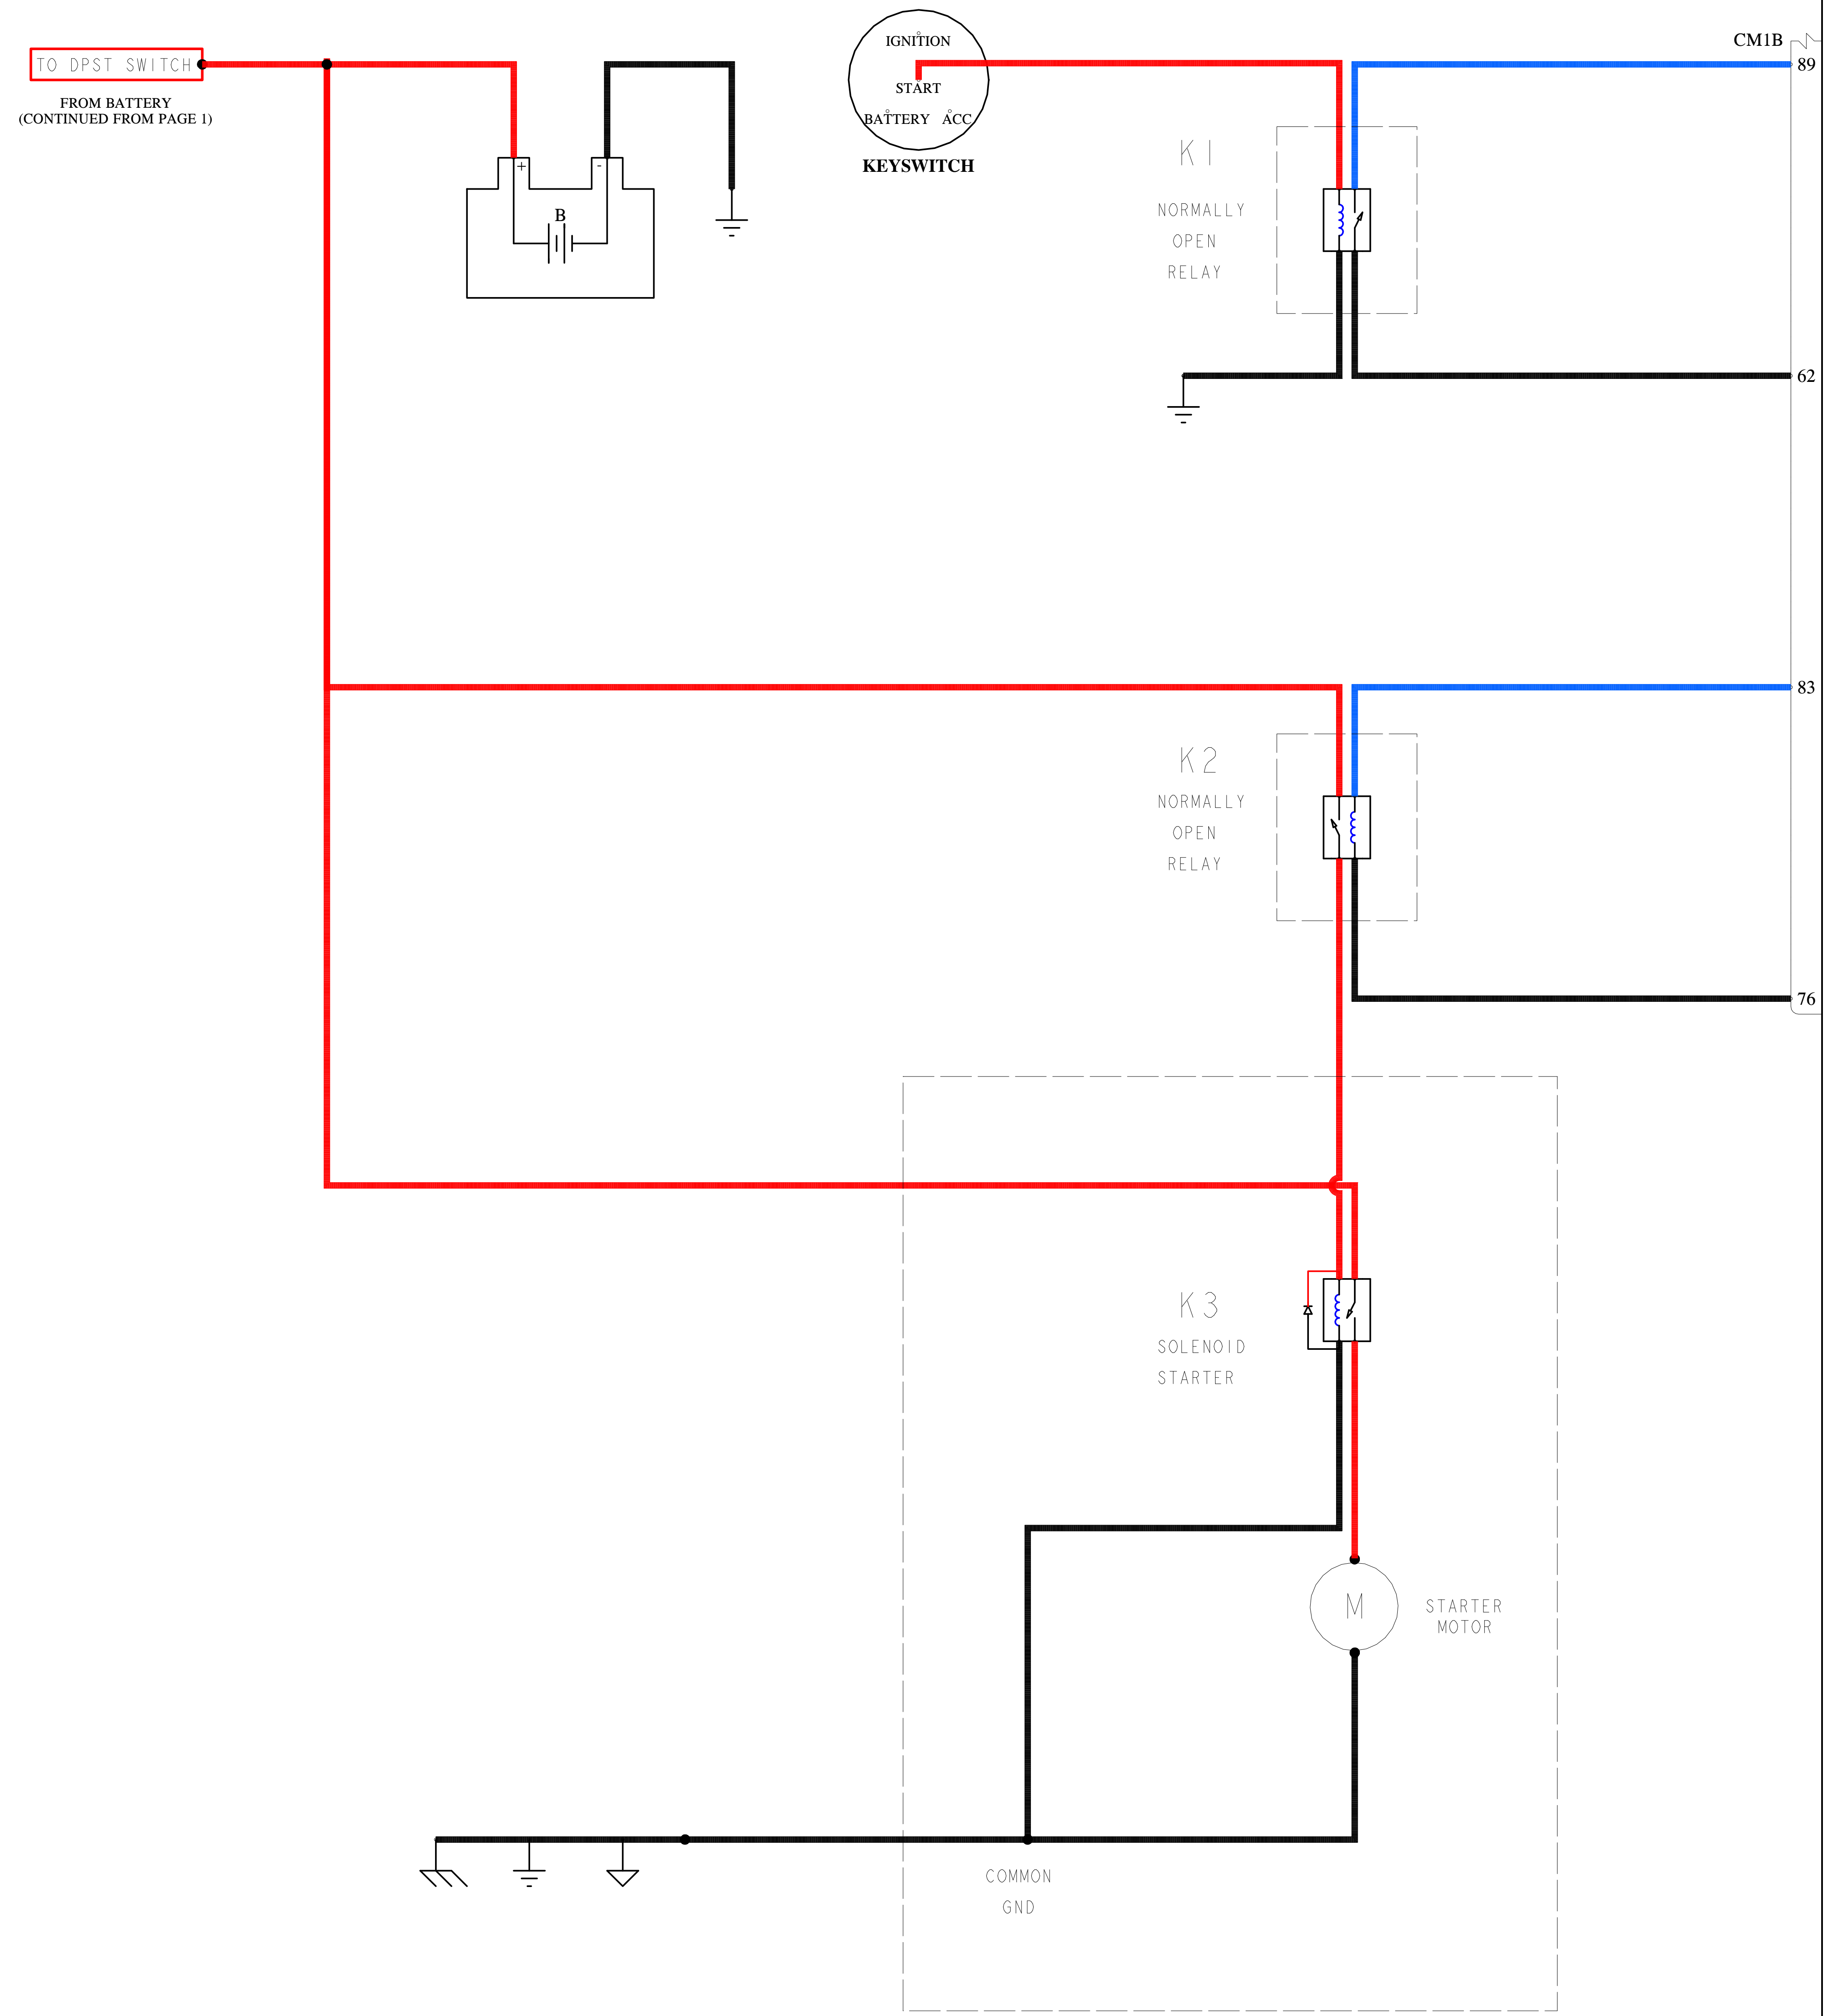 TO DPST SWITCH
FROM BATTERY
(CONTINUED FROM PAGE 1)
+
-
B
IGNITION
START
BATTERY ACC
KEYSWITCH
CM1B
89
K1
NORMALLY
OPEN
RELAY
62
83
K2
NORMALLY
OPEN
RELAY
76
K3
SOLENOID
STARTER
M
STARTER
MOTOR
COMMON
GND